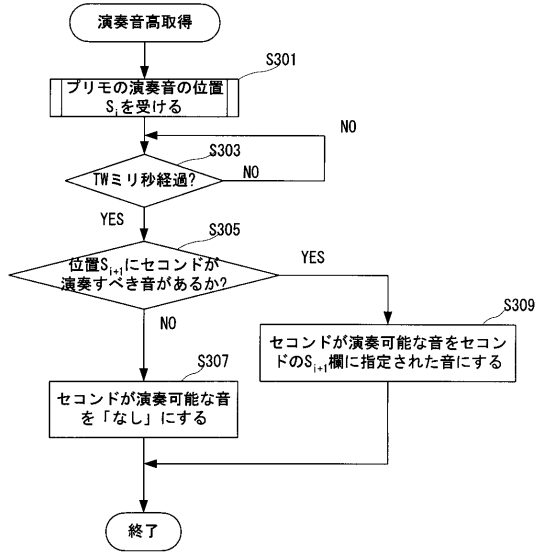 演奏音高取得
S301
プリモの演奏音の位置
Siを受ける
NO
S303
TWミリ秒経過?
NO
YES
S305
位置Si+1にセコンドが
演奏すべき音があるか?
YES
NO
S309
セコンドが演奏可能な音をセコン
ドのSi+1欄に指定された音にする
S307
セコンドが演奏可能な音
を「なし」にする
終了